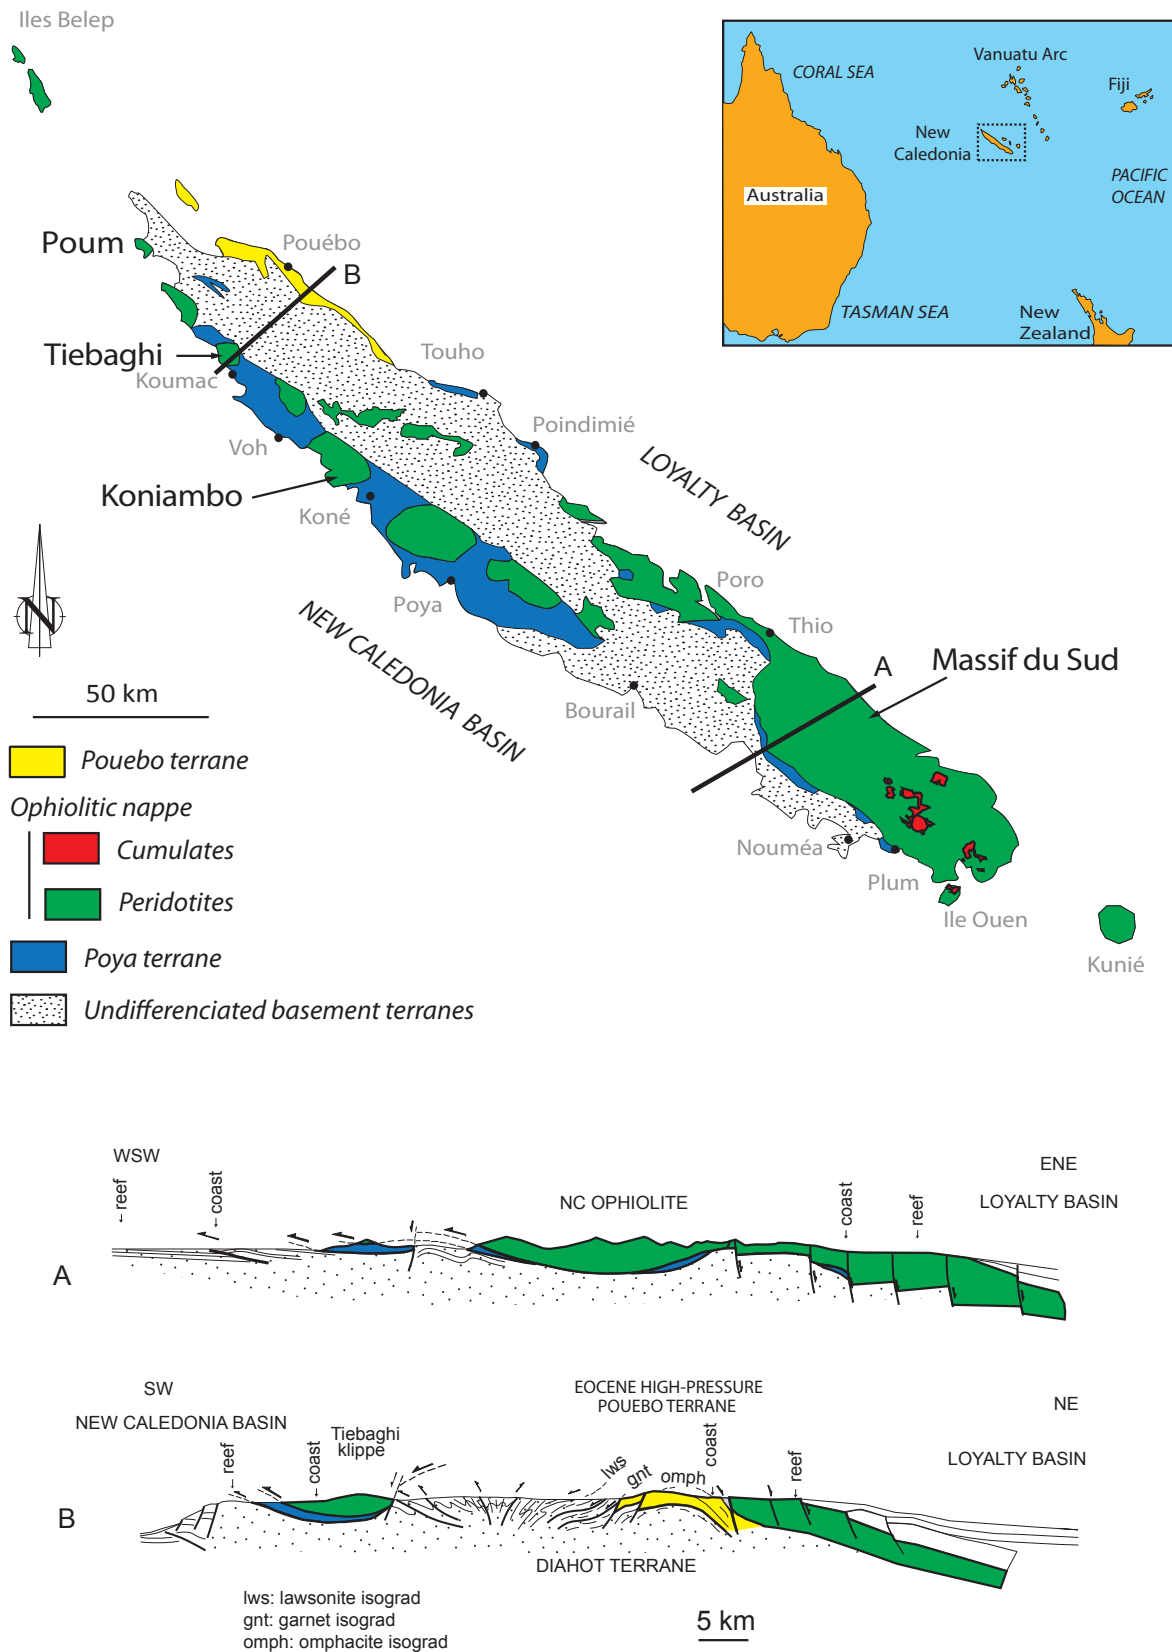 Iles Belep
CORAL SEA
Vanuatu Arc
Fiji
New
Caledonia
PACIFIC
OCEAN
Australia
TASMAN SEA
New
Zealand
Poum
Pouébo
B
Tiebaghi
Koumac
Touho
Voh
Poindimié
Koniambo
Koné
LOYALTY BASIN
Poya
Poro
Thio
NEW CALEDONIA BASIN
A
Massif du Sud
Bourail
N
50 km
Nouméa
Plum
Ile Ouen
Kunié
Pouebo terrane
Ophiolitic nappe
Cumulates
Peridotites
Poya terrane
Undifferenciated basement terranes
WSW
ENE
reef
coast
NC OPHIOLITE
coast
reef
LOYALTY BASIN
A
SW
EOCENE HIGH-PRESSURE
POUEBO TERRANE
NE
NEW CALEDONIA BASIN
Tiebaghi
klippe
reef
coast
lws
gnt
omph
coast
reef
LOYALTY BASIN
B
DIAHOT TERRANE
lws: lawsonite isograd
gnt: garnet isograd
omph: omphacite isograd
5 km